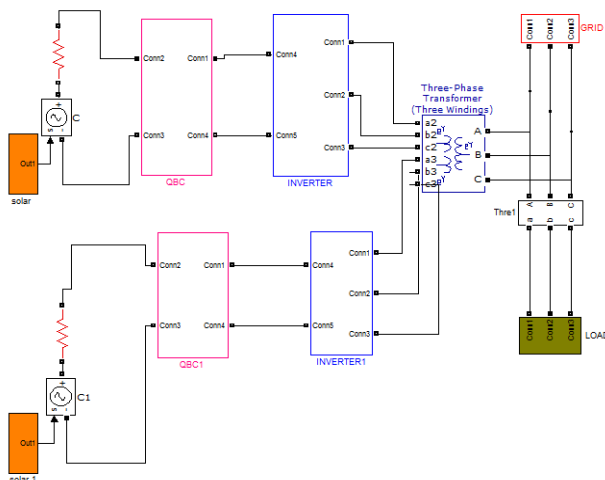 Conn1
Conn2
Conn3
GRID
Conn2
Conn1
Conn4
Conn1
Conn2
Conn3
Conn3
Conn4
Conn5
QBC
INVERTER
s
+
-
C
Out1
solar
Three-Phase
Transformer
(Three Windings)
a2
b2
c2
a3
b3
c3
Y
Y
Y
A
B
C
A
B
C
a
b
c
Thre1
Conn1
Conn2
Conn3
LOAD
Conn2
Conn1
Conn4
Conn1
Conn2
Conn3
Conn4
Conn5
Conn3
QBC1
INVERTER1
s
+
-
C1
Out1
solar 1